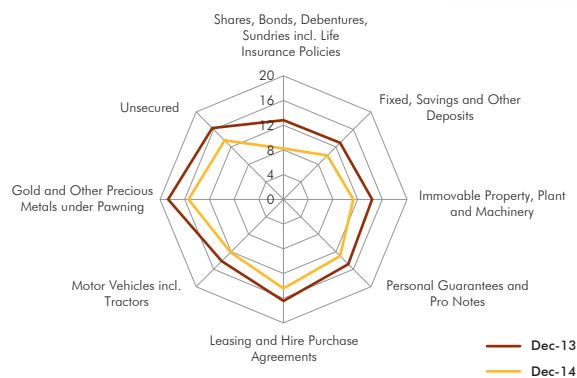 Shares, Bonds, Debentures,
Sundries incl. Life
Insurance Policies
20
16
12
8
4
0
Fixed, Savings and Other
Deposits
Unsecured
Gold and Other Precious
Metals under Pawning
Immovable Property, Plant
and Machinery
Motor Vehicles incl.
Tractors
Personal Guarantees and
Pro Notes
Leasing and Hire Purchase
Agreements
Dec-13
Dec-14